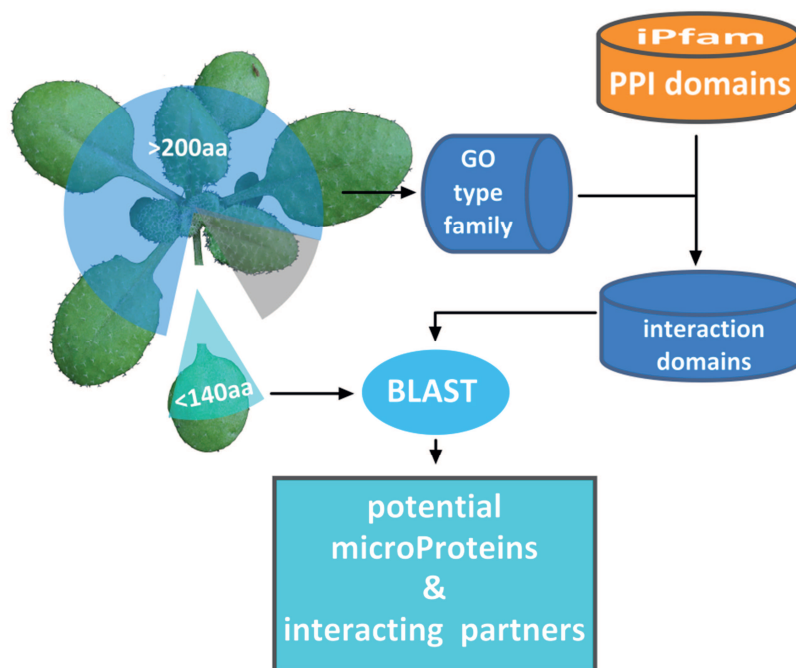 iPfam
PPI domains
>200aa
GO
type
family
interaction
domains
<140aa
BLAST
potential
microProteins
&
interacting partners